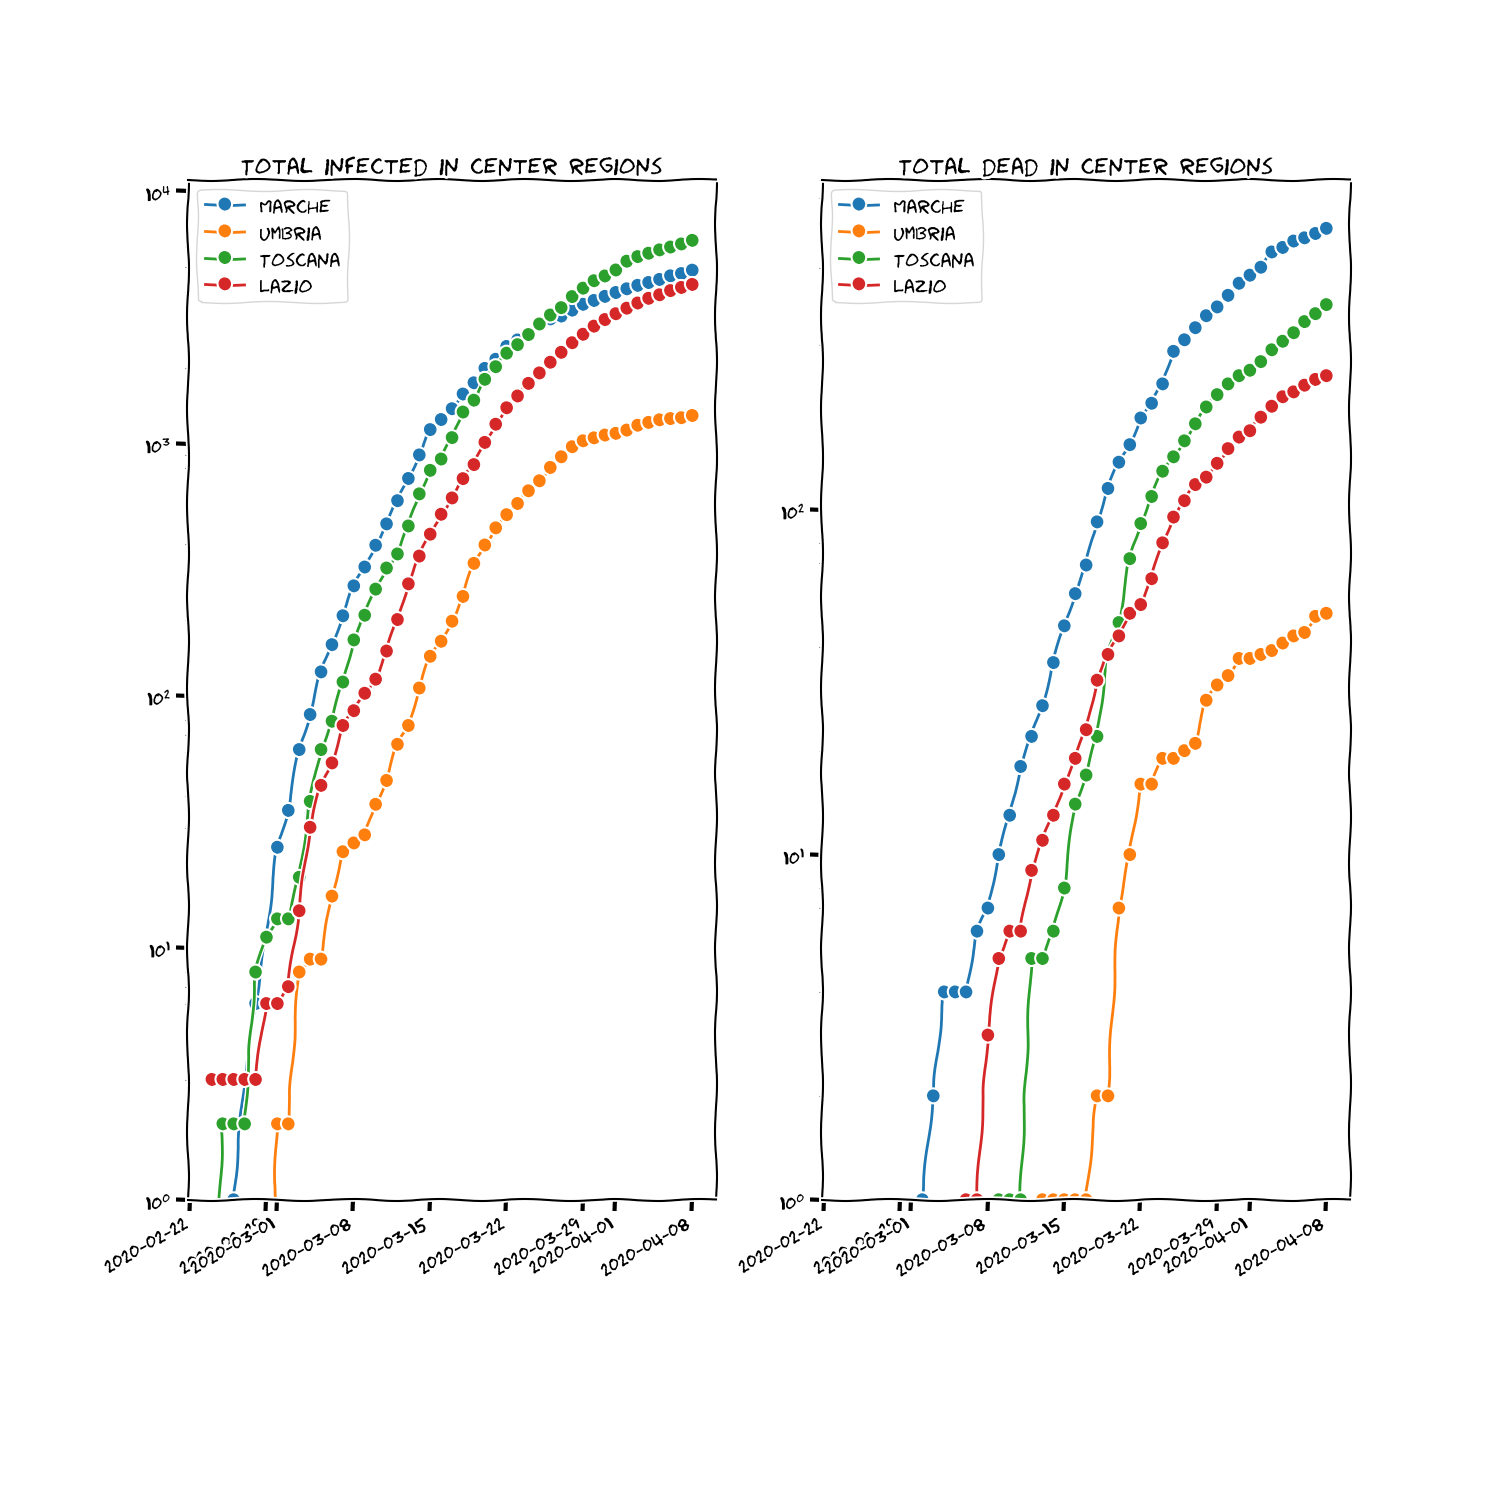 TOTAL INFECTED IN CENTER REGIONS
10⁴
10³
10²
10¹
10⁰
MARCHE
UMBRIA
TOSCANA
LAZIO
2020-02-22
2020-03-01
2020-03-08
2020-03-15
2020-03-22
2020-03-29
2020-04-01
2020-04-08
TOTAL DEAD IN CENTER REGIONS
10²
10¹
10⁰
MARCHE
UMBRIA
TOSCANA
LAZIO
2020-02-22
2020-03-01
2020-03-08
2020-03-15
2020-03-22
2020-03-29
2020-04-01
2020-04-08